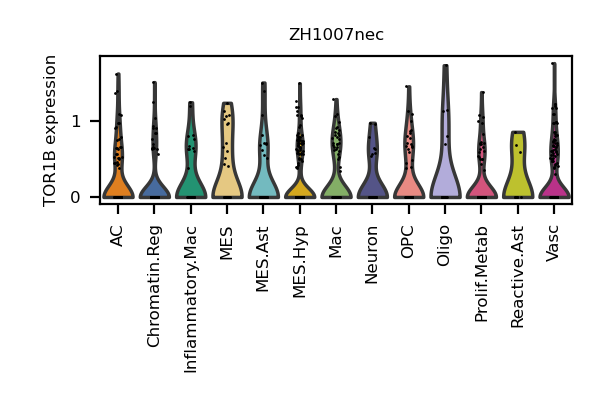 ZH1007nec
TOR1B expression
1
0
AC
Chromatin.Reg
Inflammatory.Mac
MES
MES.Ast
MES.Hyp
Mac
Neuron
OPC
Oligo
Prolif.Metab
Reactive.Ast
Vasc